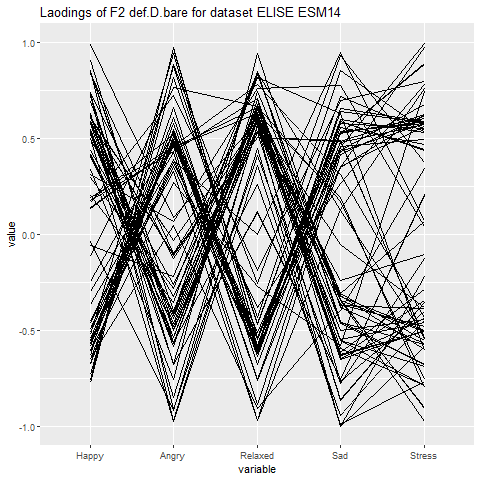 Laodings of F2 def.D.bare for dataset ELISE ESM14
1.0
0.5
0.0
-0.5
-1.0
value
Happy Angry Relaxed Sad Stress
variable